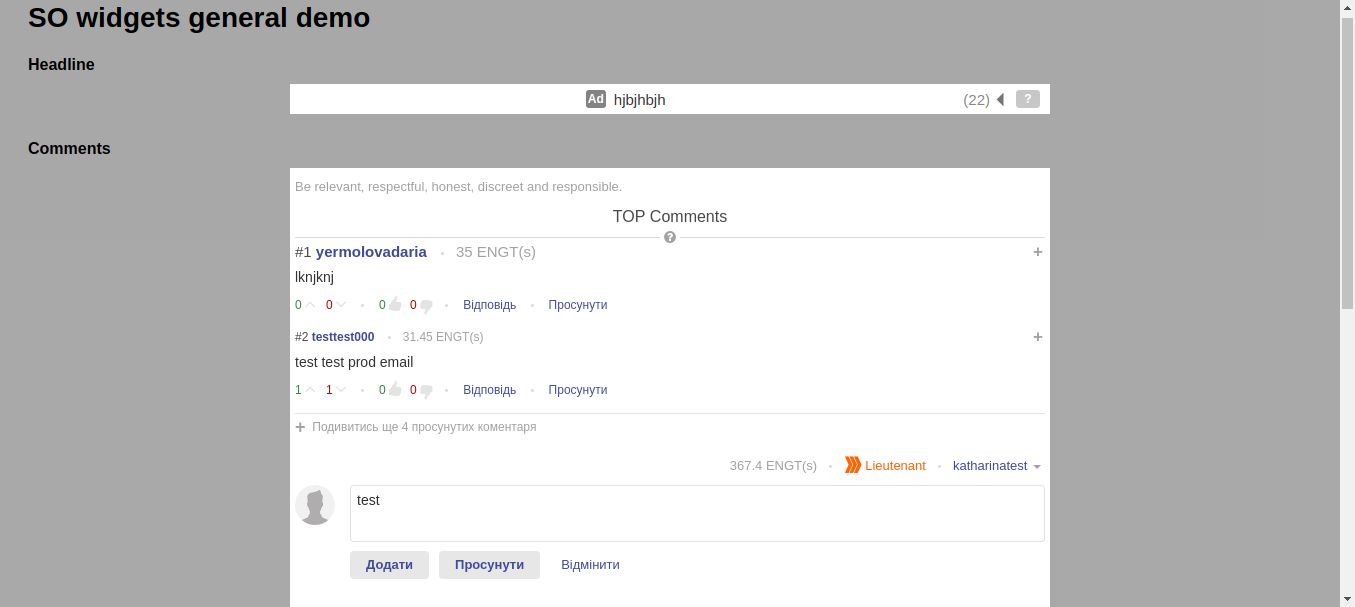 SO widgets general demo
Headline
Ad hjbjhbjh (22) ?
Comments
Be relevant, respectful, honest, discreet and responsible.
TOP Comments
?
#1 yermolovadaria • 35 ENGT(s) +
lknjknj
0 0 • 0 0 • Відповідь • Просунути
#2 testtest000 • 31.45 ENGT(s) +
test test prod email
1 1 • 0 0 • Відповідь • Просунути
+ Подивитись ще 4 просунутих коментаря
367.4 ENGT(s) • Lieutenant • katharinatest
test
Додати Просунути Відмінити